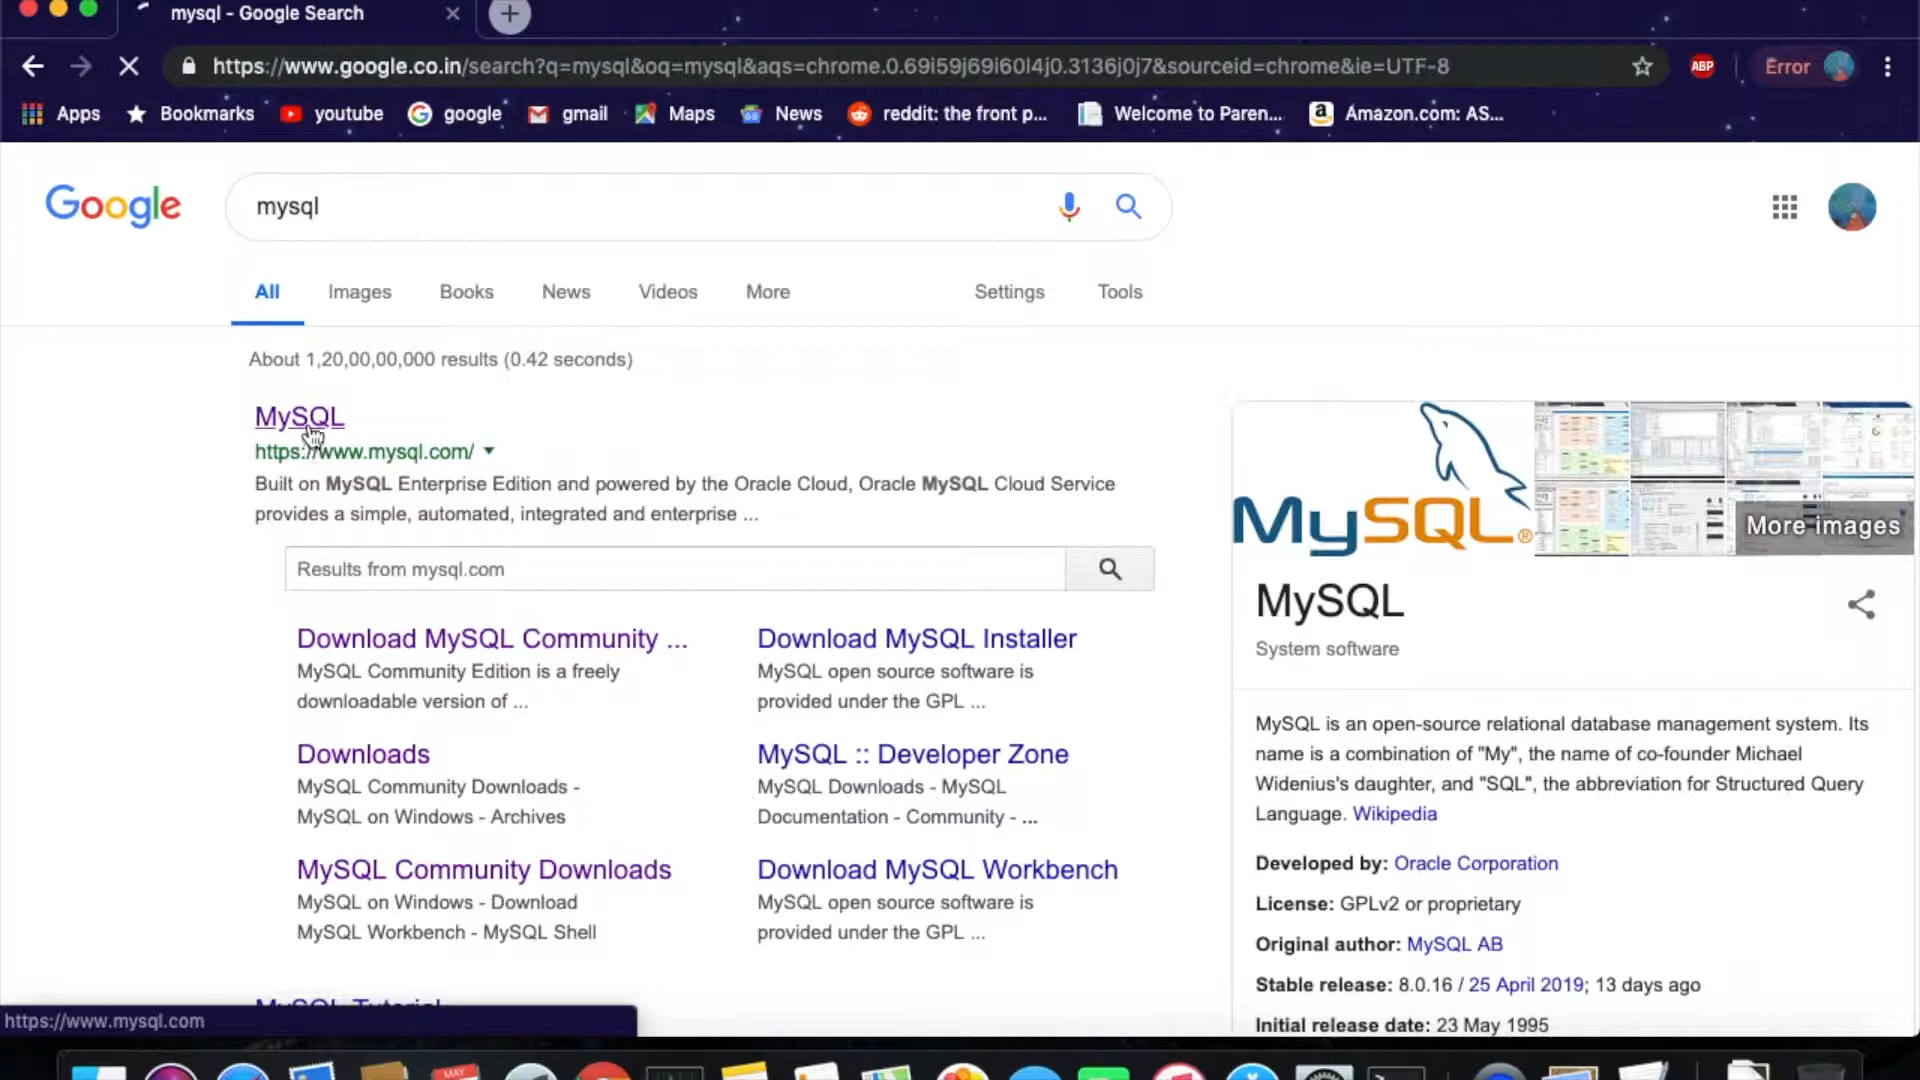 mysql - Google Search
https://www.google.co.in/search?q=mysql&oq=mysql&aqs=chrome.0.69i59j69i60l4j0.3136j0j7&sourceid=chrome&ie=UTF-8
ABP
Error
Apps
Bookmarks
youtube
google
gmail
Maps
News
reddit: the front p...
Welcome to Paren...
Amazon.com: AS...
Google
mysql
All
Images
Books
News
Videos
More
Settings
Tools
About 1,20,00,00,000 results (0.42 seconds)
MySQL
https://www.mysql.com/
Built on MySQL Enterprise Edition and powered by the Oracle Cloud, Oracle MySQL Cloud Service
provides a simple, automated, integrated and enterprise ...
Results from mysql.com
Download MySQL Community ...
MySQL Community Edition is a freely
downloadable version of ...
Download MySQL Installer
MySQL open source software is
provided under the GPL ...
Downloads
MySQL Community Downloads -
MySQL on Windows - Archives
MySQL :: Developer Zone
MySQL Downloads - MySQL
Documentation - Community - ...
MySQL Community Downloads
MySQL on Windows - Download
MySQL Workbench - MySQL Shell
Download MySQL Workbench
MySQL open source software is
provided under the GPL ...
MySQL Tutorial
https://www.mysql.com
MySQL®
More images
MySQL
System software
MySQL is an open-source relational database management system. Its
name is a combination of "My", the name of co-founder Michael
Widenius's daughter, and "SQL", the abbreviation for Structured Query
Language. Wikipedia
Developed by: Oracle Corporation
License: GPLv2 or proprietary
Original author: MySQL AB
Stable release: 8.0.16 / 25 April 2019; 13 days ago
Initial release date: 23 May 1995
MAY